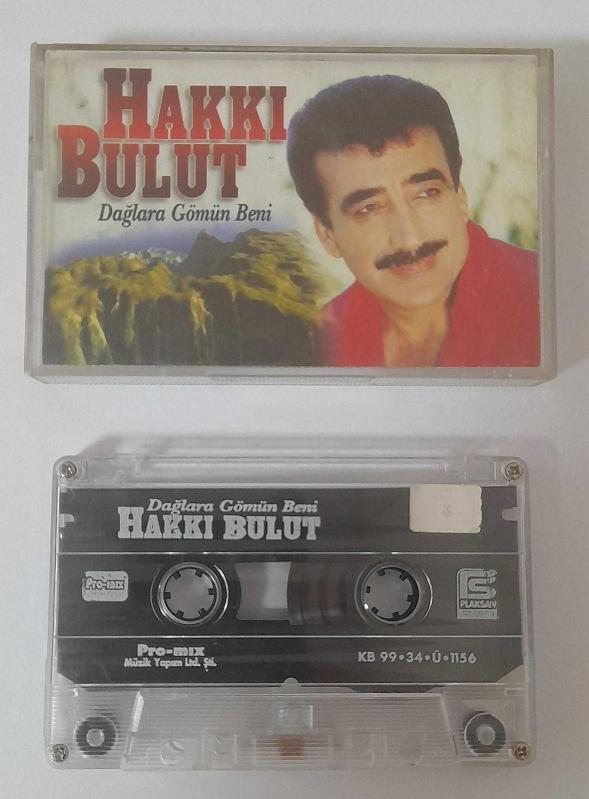 HAKKI
BULUT
Dağlara Gömün Beni
Dağlara Gömün Beni
HAKKI BULUT
Pro-mix
PLAKSAN
Pro-mix
Müzik Yapım Ltd. Şti.
KB 99•34•Ü•1156